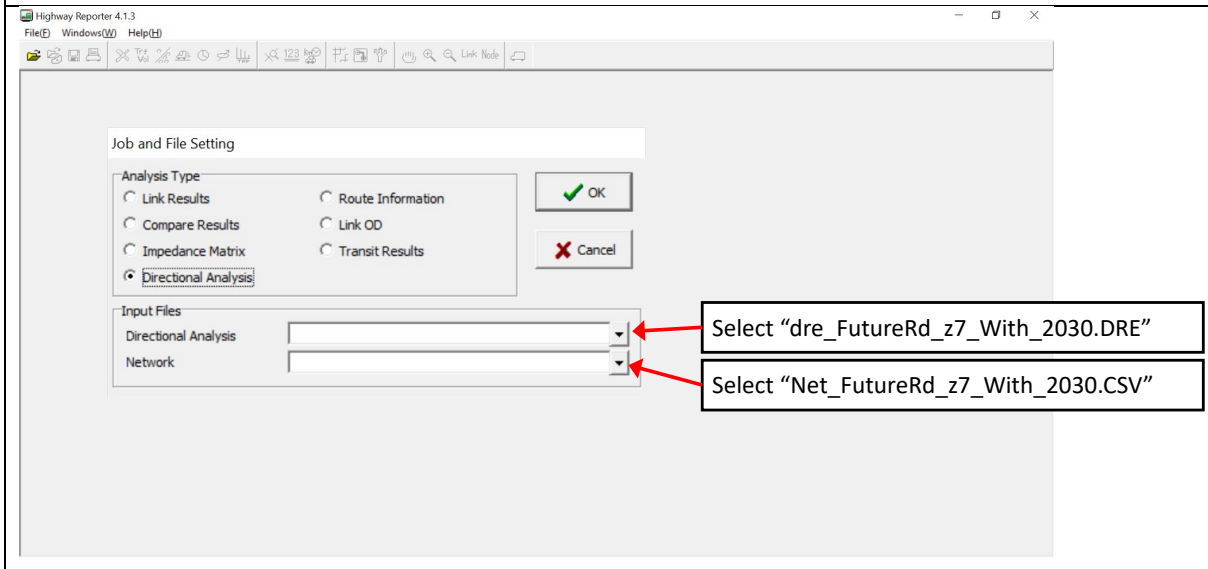 Highway Reporter 4.1.3
File(F) Windows(W) Help(H)
123 Link Node
Job and File Setting
Analysis Type
Link Results
Route Information
OK
Compare Results
Link OD
Impedance Matrix
Transit Results
Cancel
Directional Analysis
Input Files
Directional Analysis
Select “dre_FutureRd_z7_With_2030.DRE”
Network
Select “Net_FutureRd_z7_With_2030.CSV”